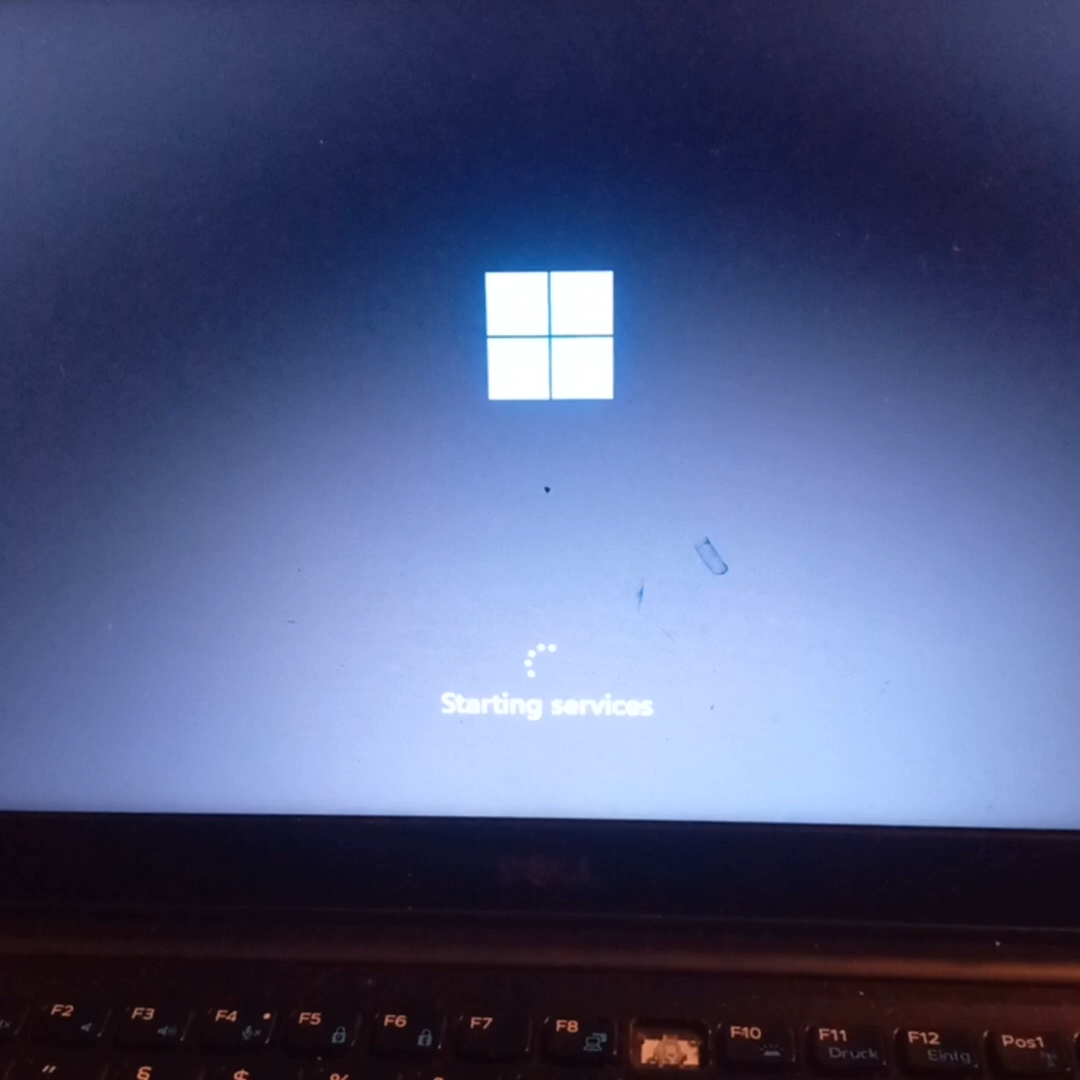 Starting services
F2 F3 F4 F5 F6 F7 F8 F10 F11 F12 Pos1
Druck Einfg
" § $ %